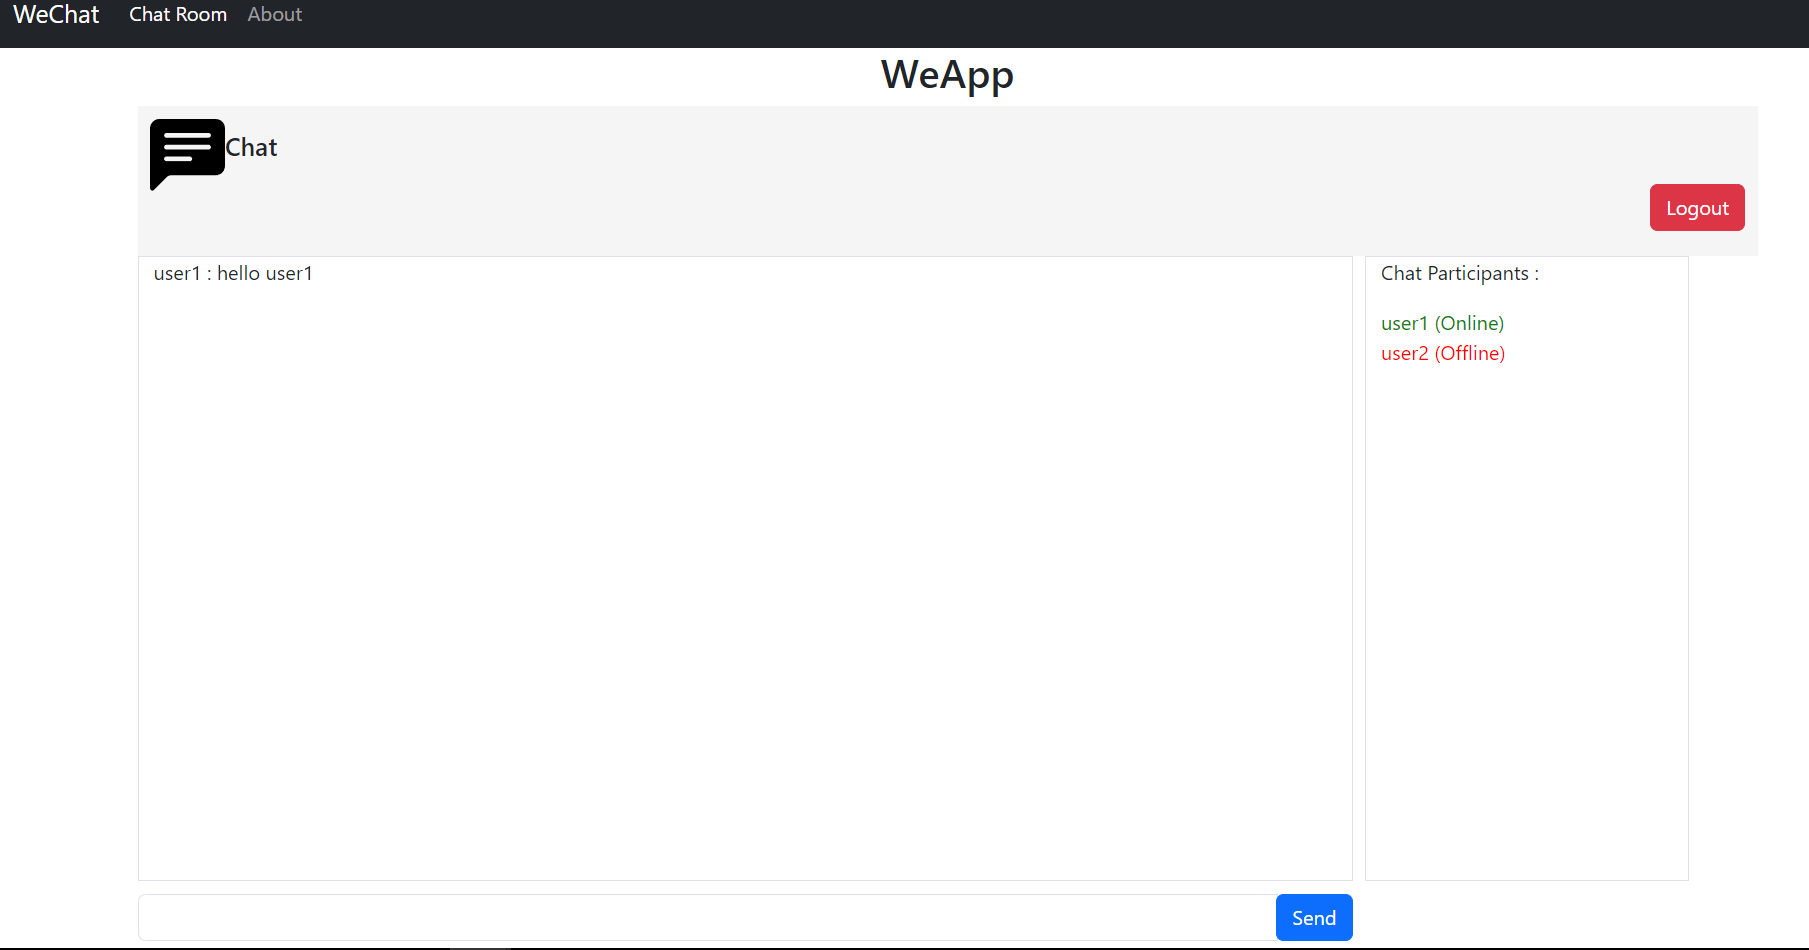 WeChat Chat Room About
WeApp
Chat
Logout
user1 : hello user1
Chat Participants :
user1 (Online)
user2 (Offline)
Send